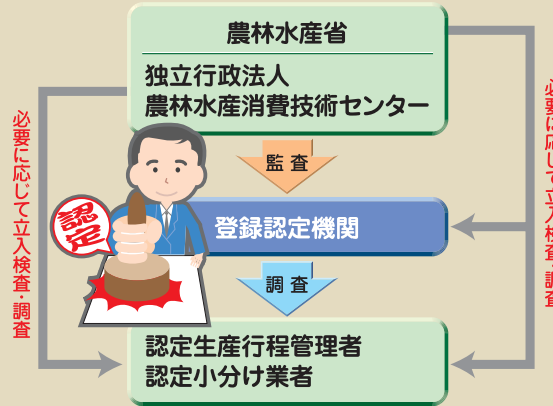 農林水産省
独立行政法人
農林水産消費技術センター
監査
認定
登録認定機関
調査
認定生産行程管理者
認定小分け業者
必要に応じて立入検査・調査
必要に応じて立入検査・調査